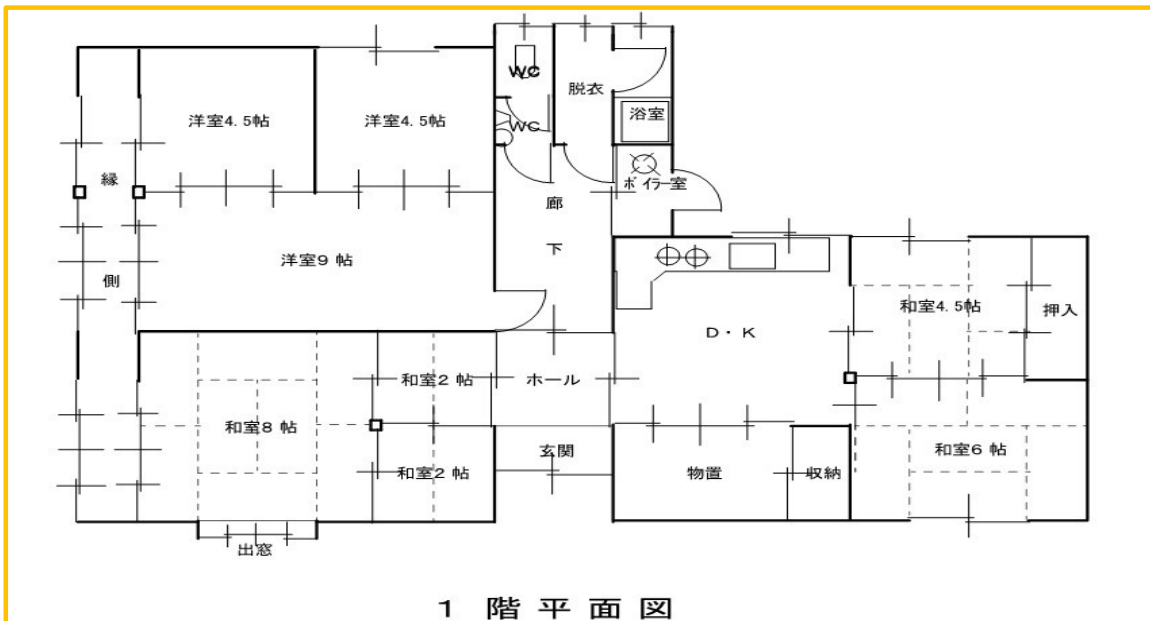 WC
脱衣
洋室4.5帖
洋室4.5帖
浴室
WC
縁
側
ボイラー室
廊
下
洋室9 帖
和室4.5帖
押入
D・K
和室2 帖
ホール
和室8 帖
玄関
和室6 帖
和室2 帖
物置
収納
出窓
1 階平面図